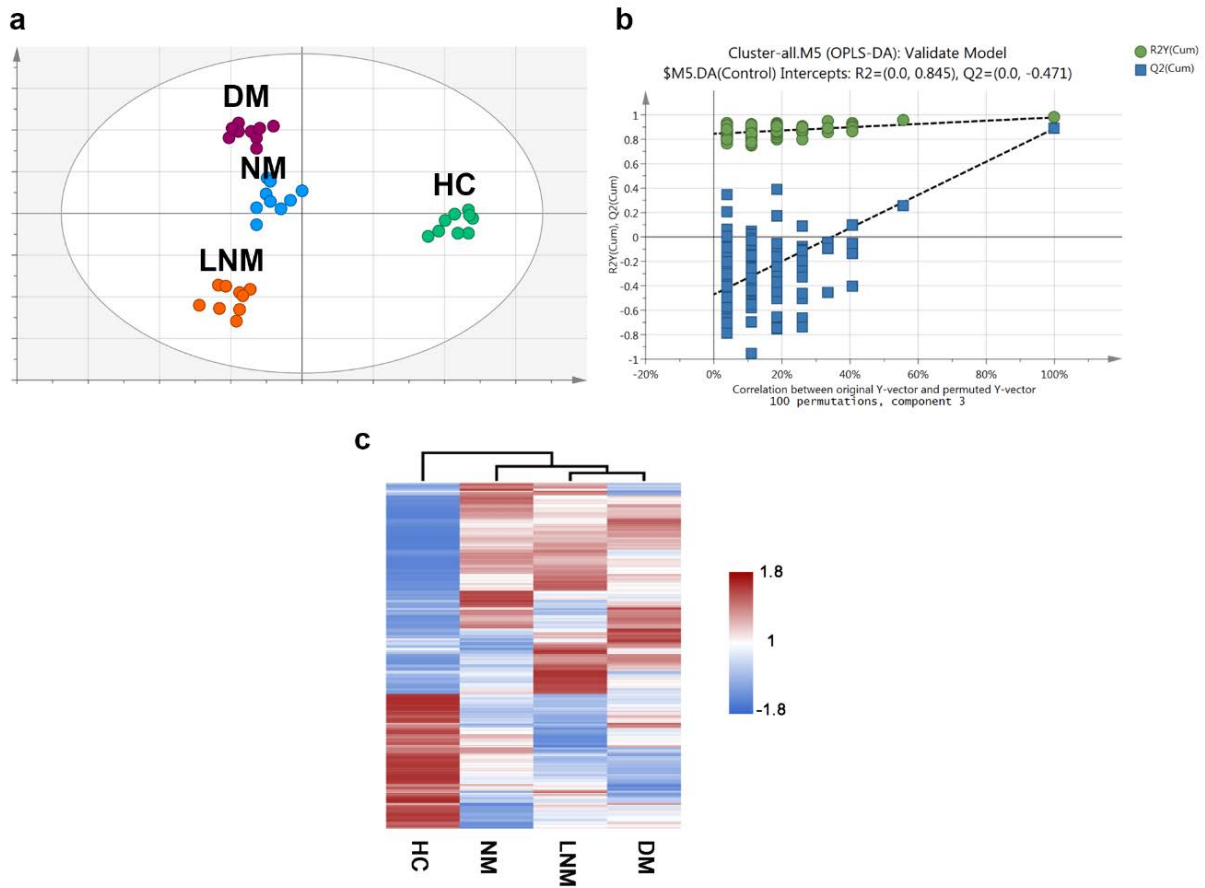 a
DM
NM
HC
LNM
b
Cluster-all.M5 (OPLS-DA): Validate Model
$M5.DA(Control) Intercepts: R2=(0.0, 0.845), Q2=(0.0, -0.471)
R2Y(Cum)
Q2(Cum)
R2Y(Cum), Q2(Cum)
1
0.8
0.6
0.4
0.2
0
-0.2
-0.4
-0.6
-0.8
-1
-20% 0% 20% 40% 60% 80% 100%
Correlation between original Y-vector and permuted Y-vector
100 permutations, component 3
c
1.8
1
-1.8
HC NM LNM DM